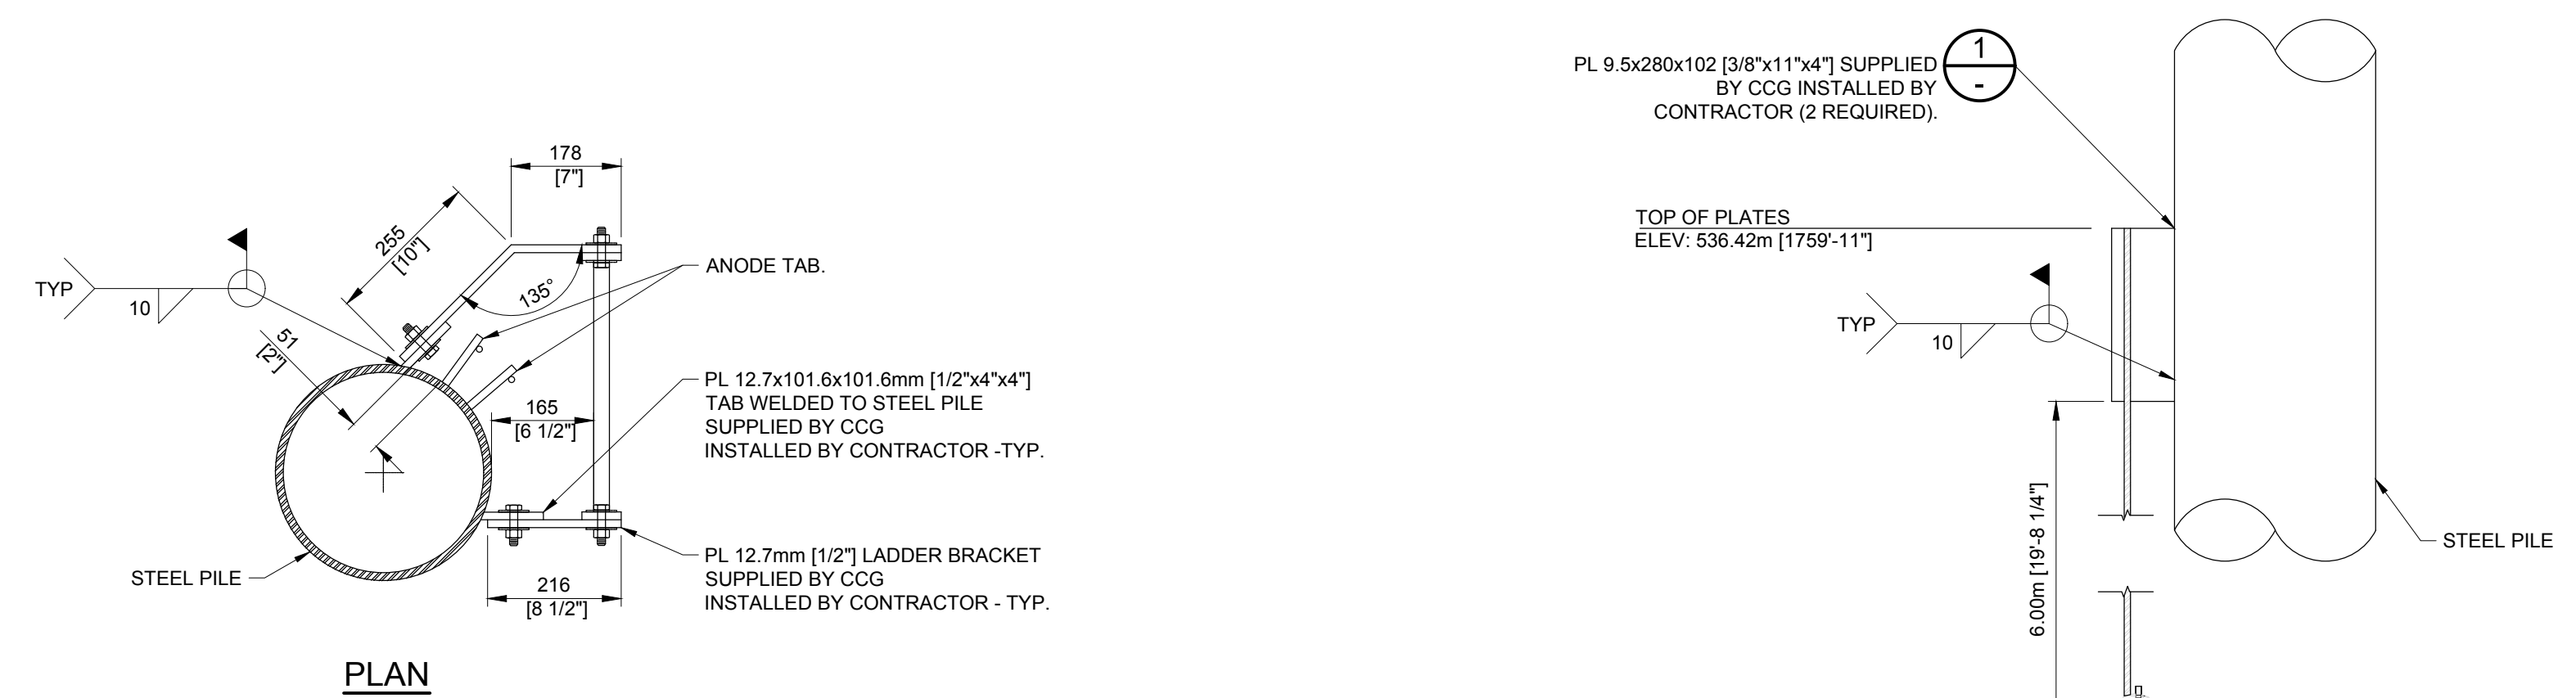 178
[7"]
255
[10"]
TYP
10
51
[2"]
135°
ANODE TAB.
165
[6 1/2"]
PL 12.7x101.6x101.6mm [1/2"x4"x4"]
TAB WELDED TO STEEL PILE
SUPPLIED BY CCG
INSTALLED BY CONTRACTOR -TYP.
PL 12.7mm [1/2"] LADDER BRACKET
SUPPLIED BY CCG
INSTALLED BY CONTRACTOR - TYP.
216
[8 1/2"]
STEEL PILE
PLAN
PL 9.5x280x102 [3/8"x11"x4"] SUPPLIED
BY CCG INSTALLED BY
CONTRACTOR (2 REQUIRED).
1
-
TOP OF PLATES
ELEV: 536.42m [1759'-11"]
TYP
10
6.00m [19'-8 1/4"]
STEEL PILE